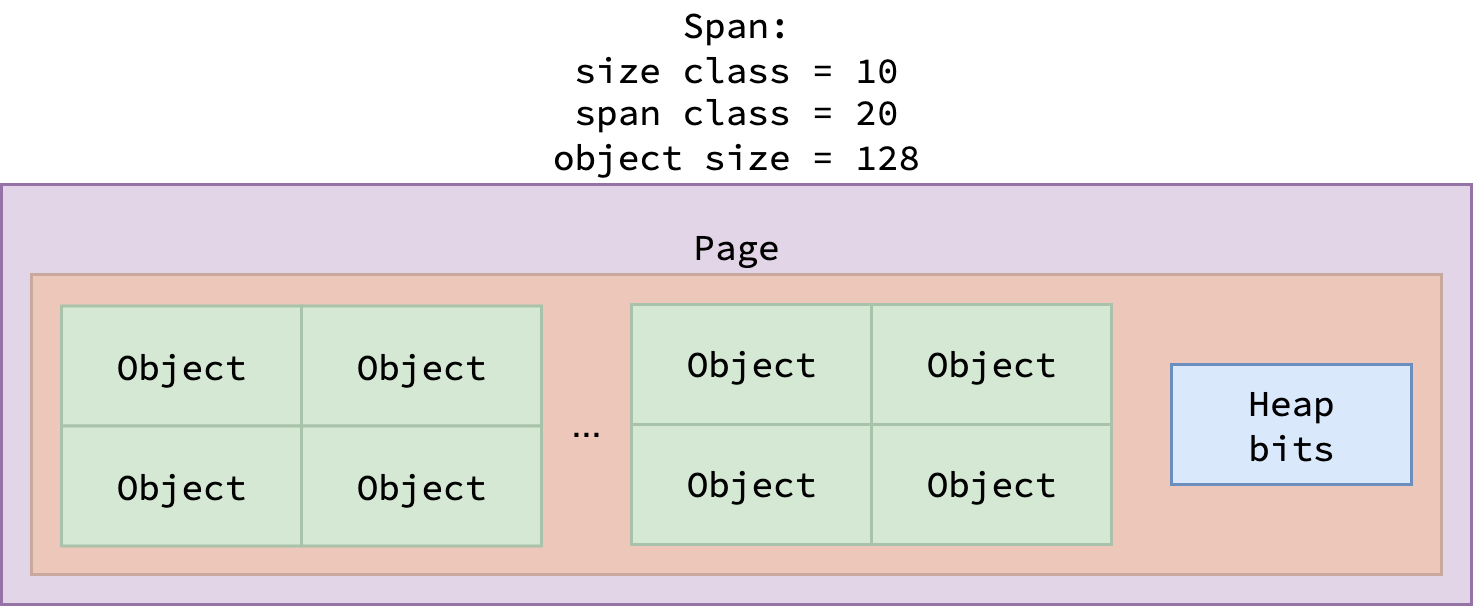 Span:
size class = 10
span class = 20
object size = 128
Page
Object Object
Object Object
...
Object Object
Object Object
Heap
bits